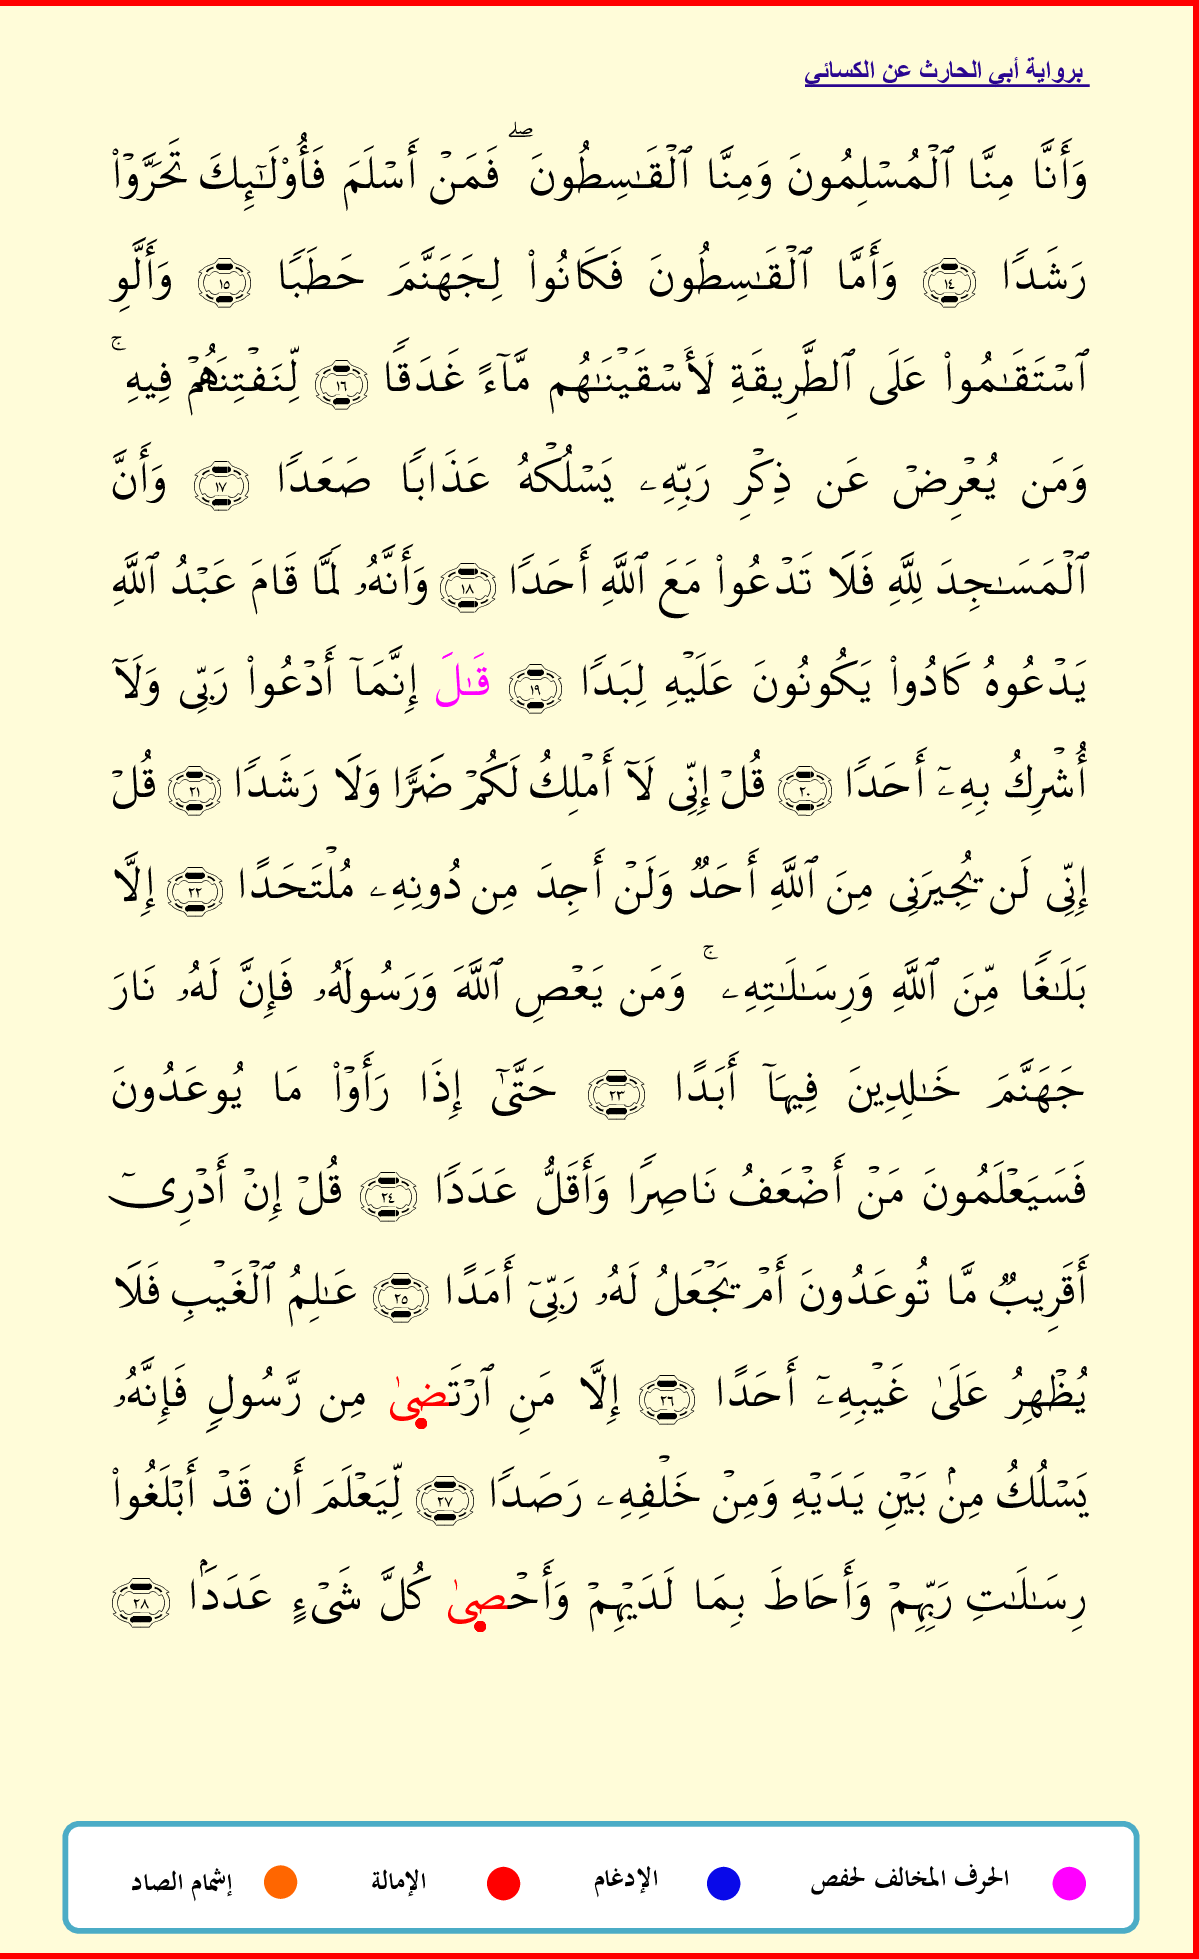 برواية أبي الحارث عن الكسائي
وَأَنَّا مِنَّا ٱلْمُسْلِمُونَ وَمِنَّا ٱلْقَٰسِطُونَ ۖ فَمَنْ أَسْلَمَ فَأُوْلَٰٓئِكَ تَحَرَّوْا۟
رَشَدًا ١٤ وَأَمَّا ٱلْقَٰسِطُونَ فَكَانُوا۟ لِجَهَنَّمَ حَطَبًا ١٥ وَأَلَّوِ
ٱسْتَقَٰمُوا۟ عَلَى ٱلطَّرِيقَةِ لَأَسْقَيْنَٰهُم مَّآءً غَدَقًا ١٦ لِّنَفْتِنَهُمْ فِيهِ ۚ
وَمَن يُعْرِضْ عَن ذِكْرِ رَبِّهِۦ يَسْلُكْهُ عَذَابًا صَعَدًا ١٧ وَأَنَّ
ٱلْمَسَٰجِدَ لِلَّهِ فَلَا تَدْعُوا۟ مَعَ ٱللَّهِ أَحَدًا ١٨ وَأَنَّهُۥ لَمَّا قَامَ عَبْدُ ٱللَّهِ
يَدْعُوهُ كَادُوا۟ يَكُونُونَ عَلَيْهِ لِبَدًا ١٩ قَٰلَ إِنَّمَآ أَدْعُوا۟ رَبِّى وَلَآ
أُشْرِكُ بِهِۦٓ أَحَدًا ٢٠ قُلْ إِنِّى لَآ أَمْلِكُ لَكُمْ ضَرًّا وَلَا رَشَدًا ٢١ قُلْ
إِنِّى لَن يُجِيرَنِى مِنَ ٱللَّهِ أَحَدٌ وَلَنْ أَجِدَ مِن دُونِهِۦ مُلْتَحَدًا ٢٢ إِلَّا
بَلَٰغًا مِّنَ ٱللَّهِ وَرِسَٰلَٰتِهِۦ ۚ وَمَن يَعْصِ ٱللَّهَ وَرَسُولَهُۥ فَإِنَّ لَهُۥ نَارَ
جَهَنَّمَ خَٰلِدِينَ فِيهَآ أَبَدًا ٢٣ حَتَّىٰٓ إِذَا رَأَوْا۟ مَا يُوعَدُونَ
فَسَيَعْلَمُونَ مَنْ أَضْعَفُ نَاصِرًا وَأَقَلُّ عَدَدًا ٢٤ قُلْ إِنْ أَدْرِىٓ
أَقَرِيبٌ مَّا تُوعَدُونَ أَمْ يَجْعَلُ لَهُۥ رَبِّىٓ أَمَدًا ٢٥ عَٰلِمُ ٱلْغَيْبِ فَلَا
يُظْهِرُ عَلَىٰ غَيْبِهِۦٓ أَحَدًا ٢٦ إِلَّا مَنِ ٱرْتَضِىٰ مِن رَّسُولٍ فَإِنَّهُۥ
يَسْلُكُ مِنۢ بَيْنِ يَدَيْهِ وَمِنْ خَلْفِهِۦ رَصَدًا ٢٧ لِّيَعْلَمَ أَن قَدْ أَبْلَغُوا۟
رِسَٰلَٰتِ رَبِّهِمْ وَأَحَاطَ بِمَا لَدَيْهِمْ وَأَحْصِىٰ كُلَّ شَىْءٍ عَدَدَۢا ٢٨
الحرف المخالف لحفص الإدغام الإمالة إشمام الصاد